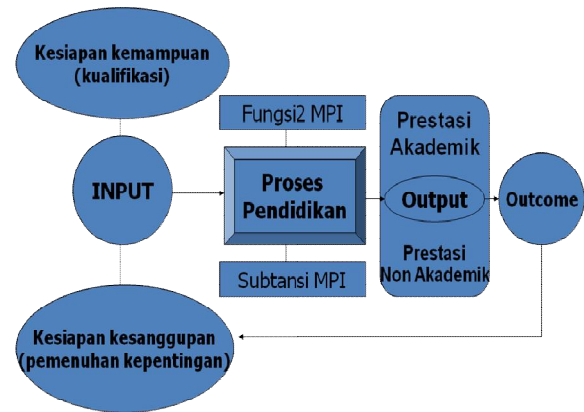 Kesiapan kemampuan
(kualifikasi)
INPUT
Fungsi2 MPI
Proses
Pendidikan
Subtansi MPI
Prestasi
Akademik
Output
Prestasi
Non Akademik
Outcome
Kesiapan kesanggupan
(pemenuhan kepentingan)